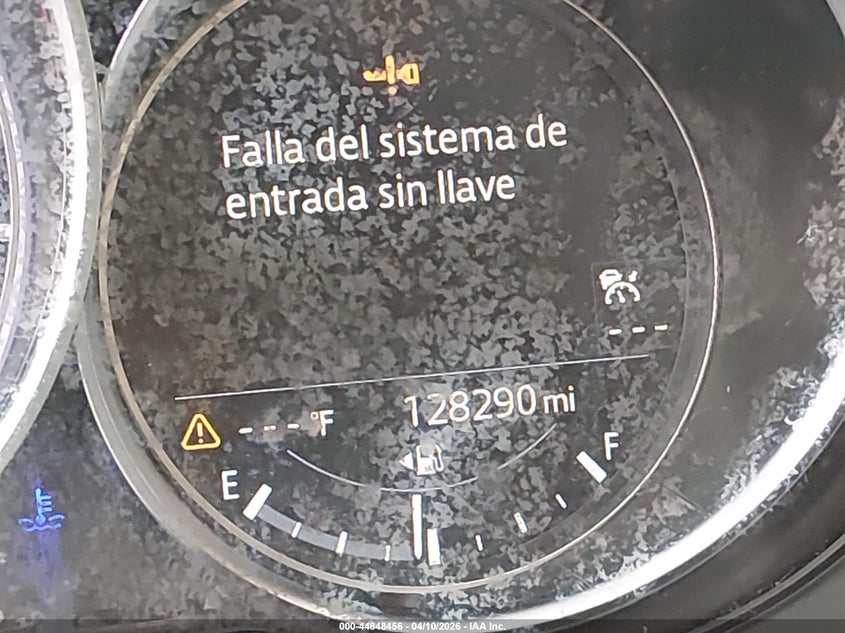 Falla del sistema de
entrada sin llave
---
---°F 128290 mi
E F
000-44848456 - 04/10/2026 - IAA Inc.